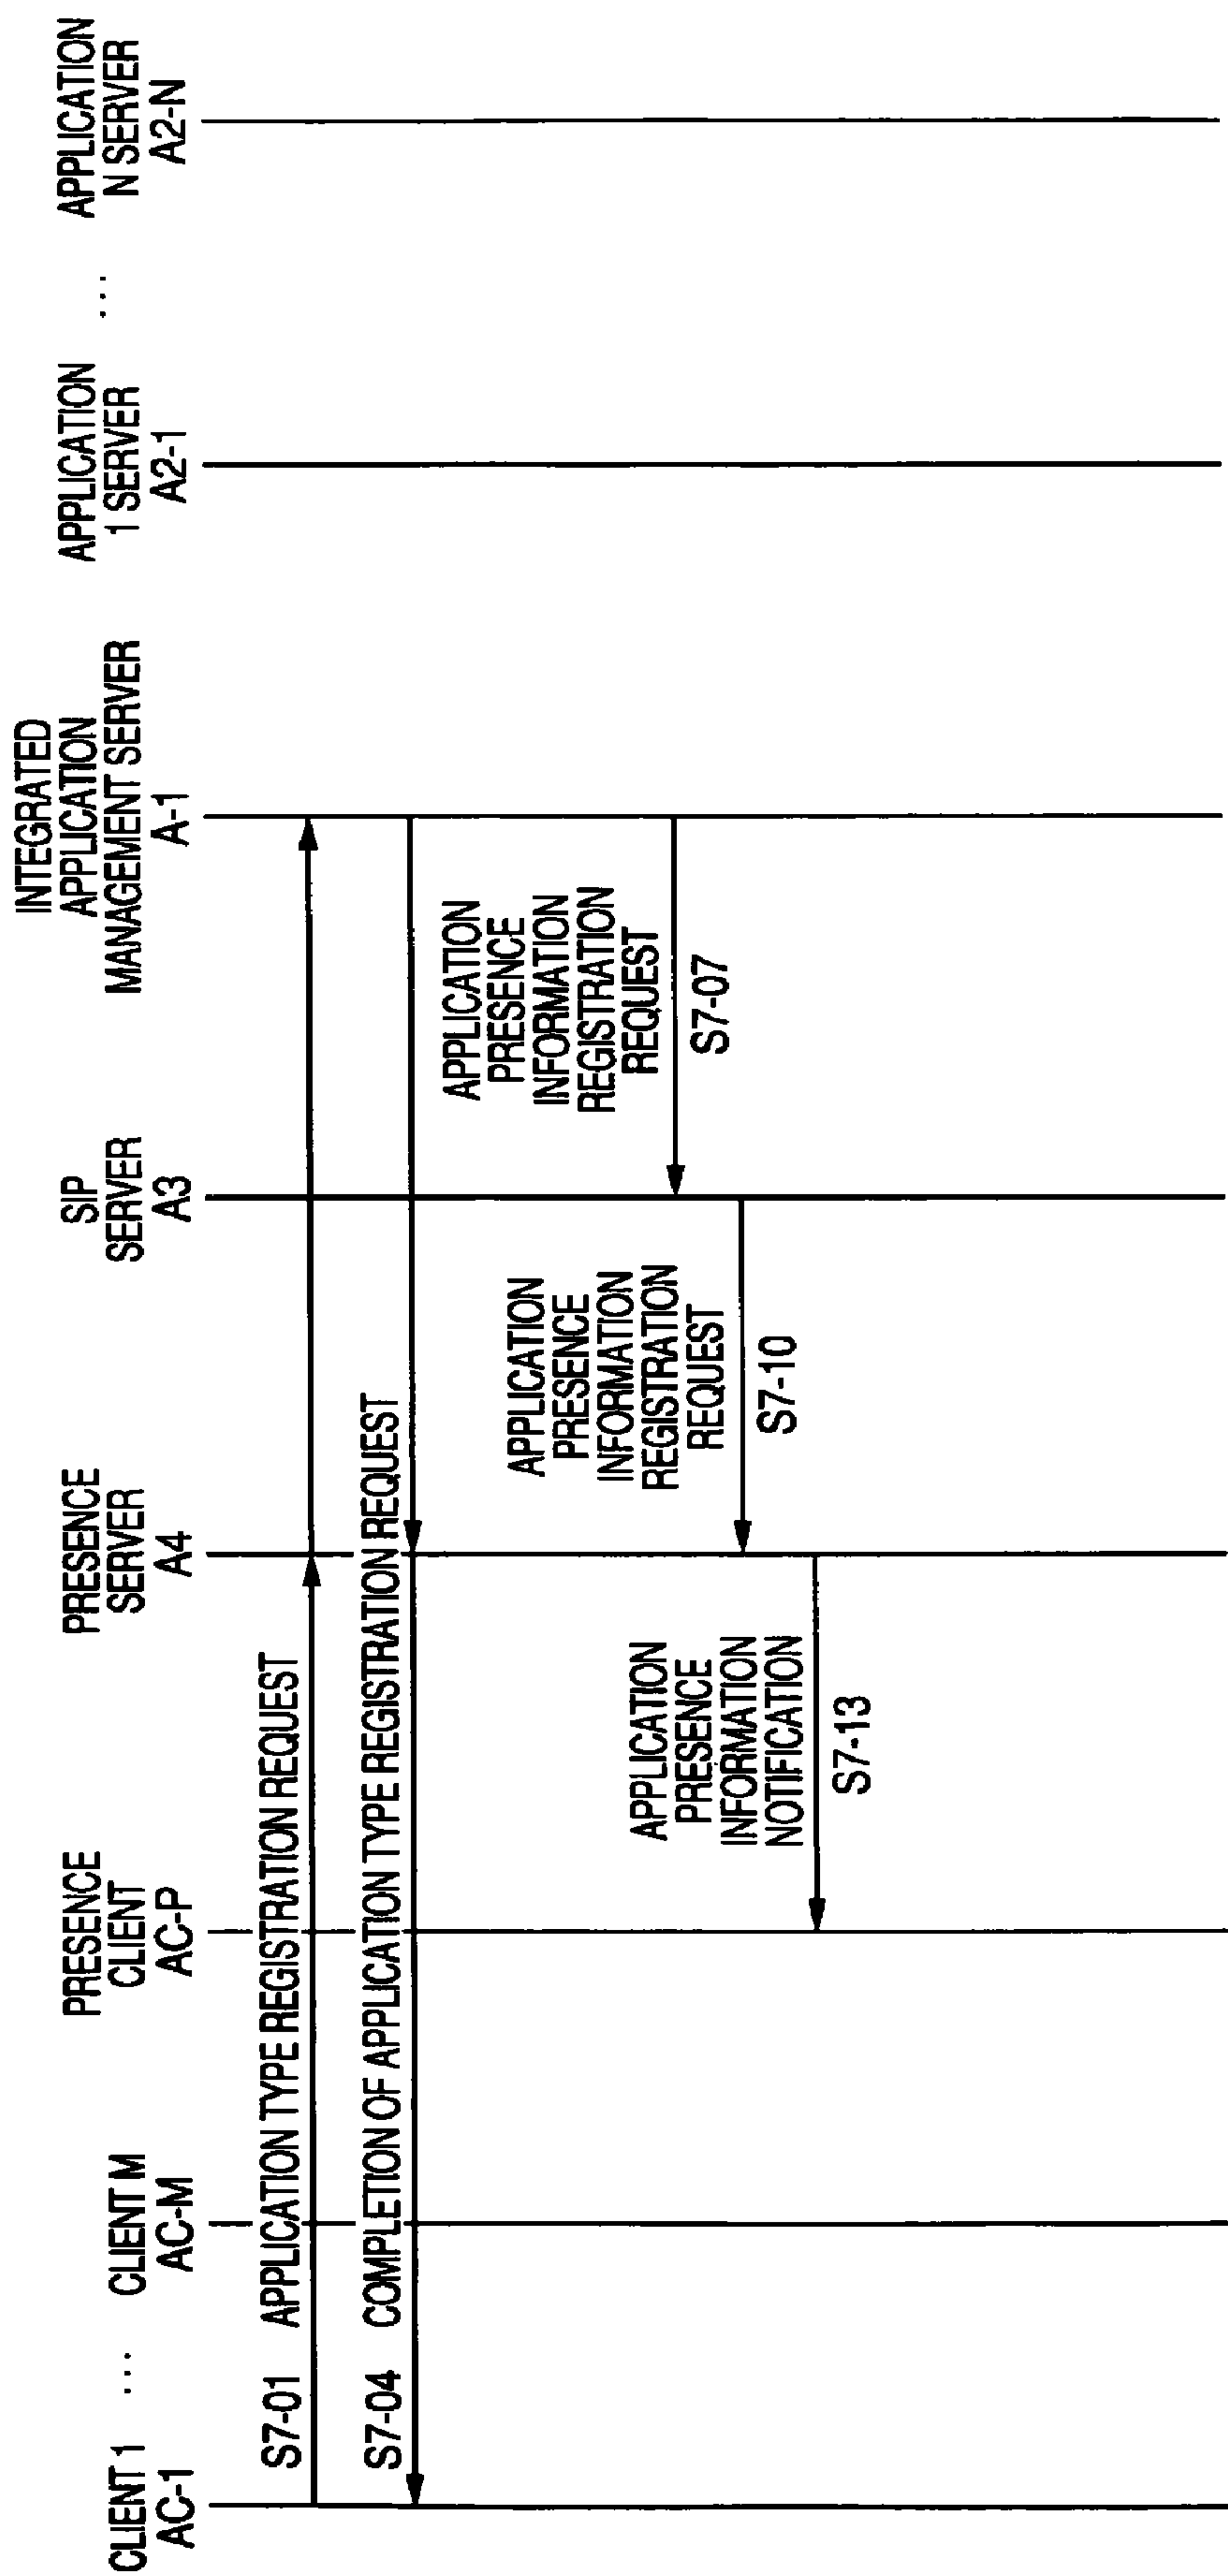 CLIENT 1
AC-1
...
CLIENT M
AC-M
PRESENCE
CLIENT
AC-P
PRESENCE
SERVER
A4
SIP
SERVER
A3
INTEGRATED
APPLICATION
MANAGEMENT SERVER
A-1
APPLICATION
1 SERVER
A2-1
...
APPLICATION
N SERVER
A2-N
S7-01 APPLICATION TYPE REGISTRATION REQUEST
S7-04 COMPLETION OF APPLICATION TYPE REGISTRATION REQUEST
APPLICATION
PRESENCE
INFORMATION
REGISTRATION
REQUEST
S7-07
APPLICATION
PRESENCE
INFORMATION
REGISTRATION
REQUEST
S7-10
APPLICATION
PRESENCE
INFORMATION
NOTIFICATION
S7-13